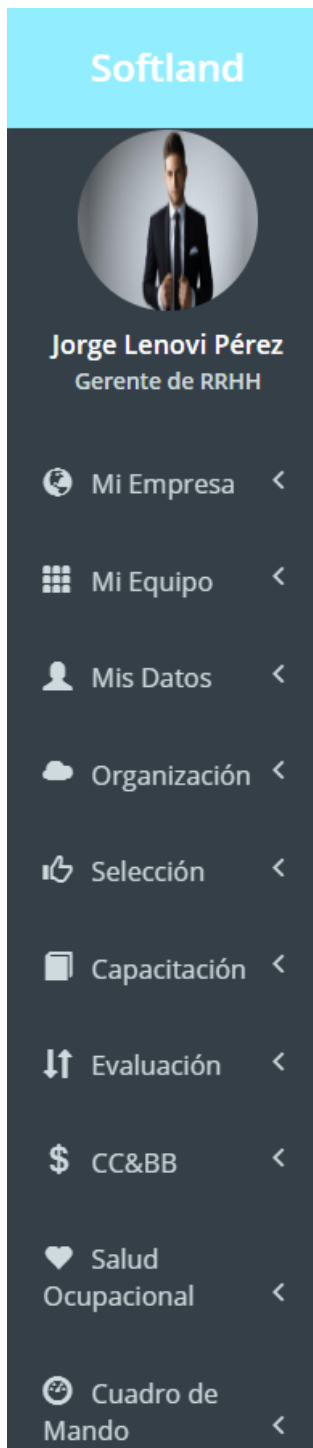 Softland
Jorge Lenovi Pérez
Gerente de RRHH
Mi Empresa
Mi Equipo
Mis Datos
Organización
Selección
Capacitación
Evaluación
CC&BB
Salud
Ocupacional
Cuadro de
Mando